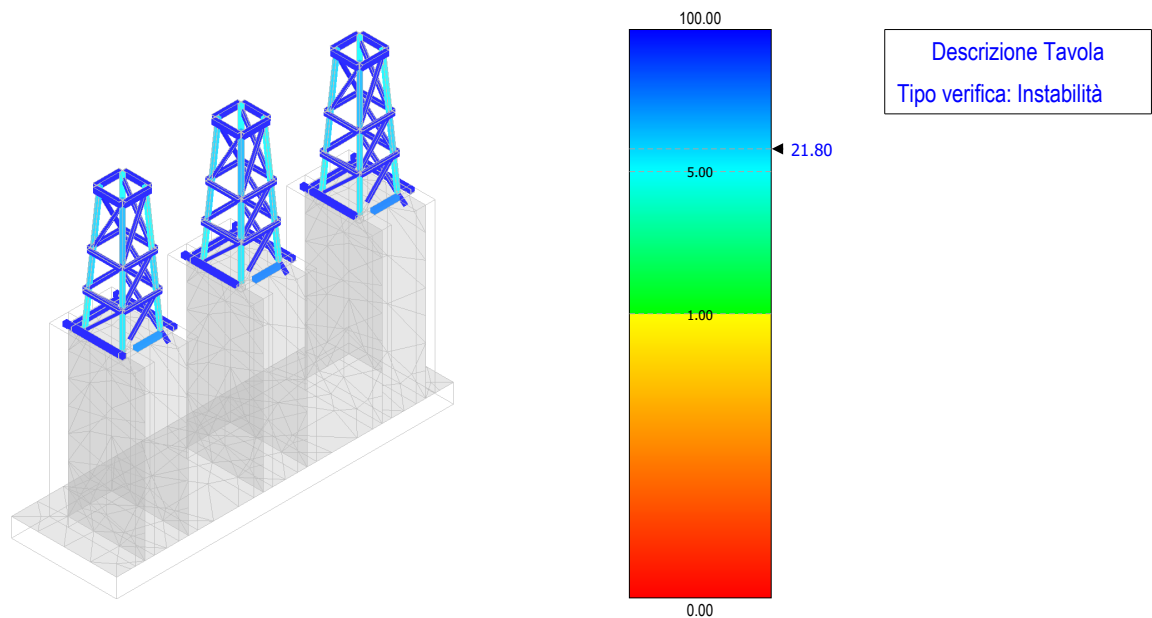 100.00
Descrizione Tavola
Tipo verifica: Instabilità
21.80
5.00
1.00
0.00